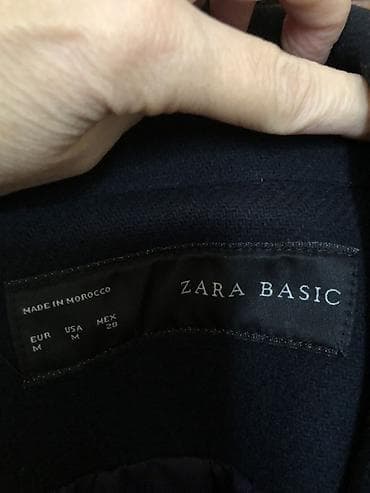 MADE IN MOROCCO
ZARA BASIC
EUR USA MEX
M M 28